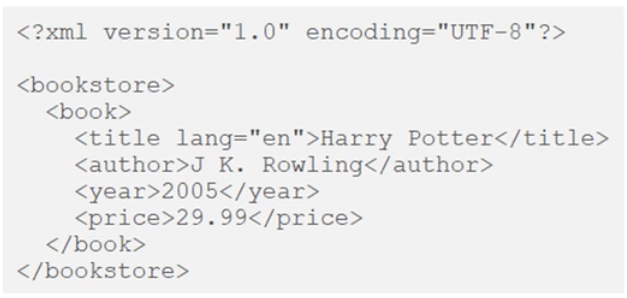 <?xml version="1.0" encoding="UTF-8"?>
<bookstore>
<book>
<title lang="en">Harry Potter</title>
<author>J K. Rowling</author>
<year>2005</year>
<price>29.99</price>
</book>
</bookstore>